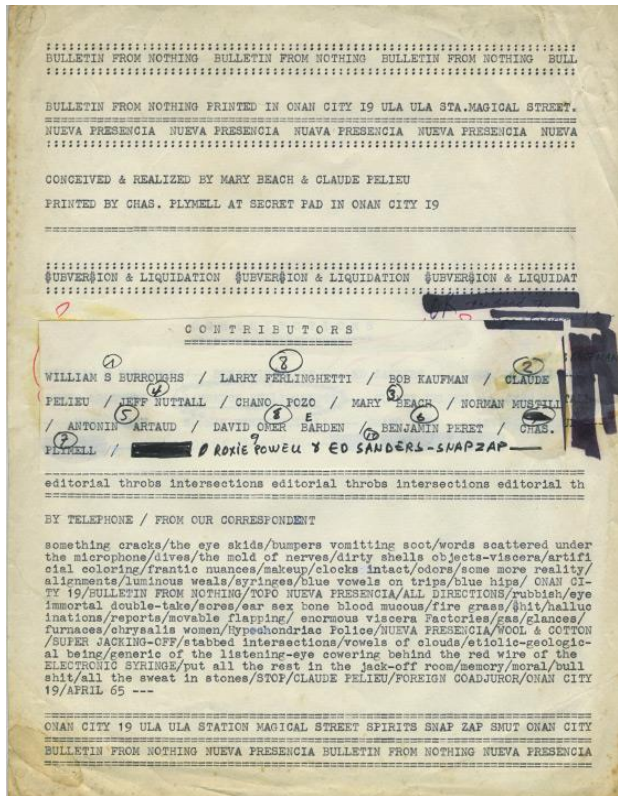 BULLETIN FROM NOTHING BULLETIN FROM NOTHING BULLETIN FROM NOTHING BULL
BULLETIN FROM NOTHING PRINTED IN ONAN CITY I9 ULA ULA STA.MAGICAL STREET.
NUEVA PRESENCIA NUEVA PRESENCIA NUAVA PRESENCIA NUEVA PRESENCIA NUEVA
CONCEIVED & REALIZED BY MARY BEACH & CLAUDE PELIEU
PRINTED BY CHAS. PLYMELL AT SECRET PAD IN ONAN CITY I9
$UBVER$ION & LIQUIDATION $UBVER$ION & LIQUIDATION $UBVER$ION & LIQUIDAT
CONTRIBUTORS
1 8 2
WILLIAM S BURROUGHS / LARRY FERLINGHETTI / BOB KAUFMAN / CLAUDE
4 3
PELIEU / JEFF NUTTALL / CHANO POZO / MARY BEACH / NORMAN MUSTILL
5 8 E 6
/ ANTONIN ARTAUD / DAVID OMER BARDEN / BENJAMIN PERET / CHAS.
7 9 10
PLYMELL / ROXIE POWELL & ED SANDERS-SNAPZAP
editorial throbs intersections editorial throbs intersections editorial th
BY TELEPHONE / FROM OUR CORRESPONDENT
something cracks/the eye skids/bumpers vomitting soot/words scattered under
the microphone/dives/the mold of nerves/dirty shells objects-viscera/artifi
cial coloring/frantic nuances/makeup/clocks intact/odors/some more reality/
alignments/luminous weals/syringes/blue vowels on trips/blue hips/ ONAN CI-
TY 19/BULLETIN FROM NOTHING/TOPO NUEVA PRESENCIA/ALL DIRECTIONS/rubbish/eye
immortal double-take/sores/ear sex bone blood mucous/fire grass/$hit/halluc
inations/reports/movable flapping/ enormous viscera Factories/gas/glances/
furnaces/chrysalis women/Hypochondriac Police/NUEVA PRESENCIA/WOOL & COTTON
/SUPER JACKING-OFF/stabbed intersections/vowels of clouds/etiolic-geologic-
al being/generic of the listening-eye cowering behind the red wire of the
ELECTRONIC SYRINGE/put all the rest in the jack-off room/memory/moral/bull
shit/all the sweat in stones/STOP/CLAUDE PELIEU/FOREIGN COADJUROR/ONAN CITY
19/APRIL 65 ---
ONAN CITY 19 ULA ULA STATION MAGICAL STREET SPIRITS SNAP ZAP SMUT ONAN CITY
BULLETIN FROM NOTHING NUEVA PRESENCIA BULLETIN FROM NOTHING NUEVA PRESENCIA